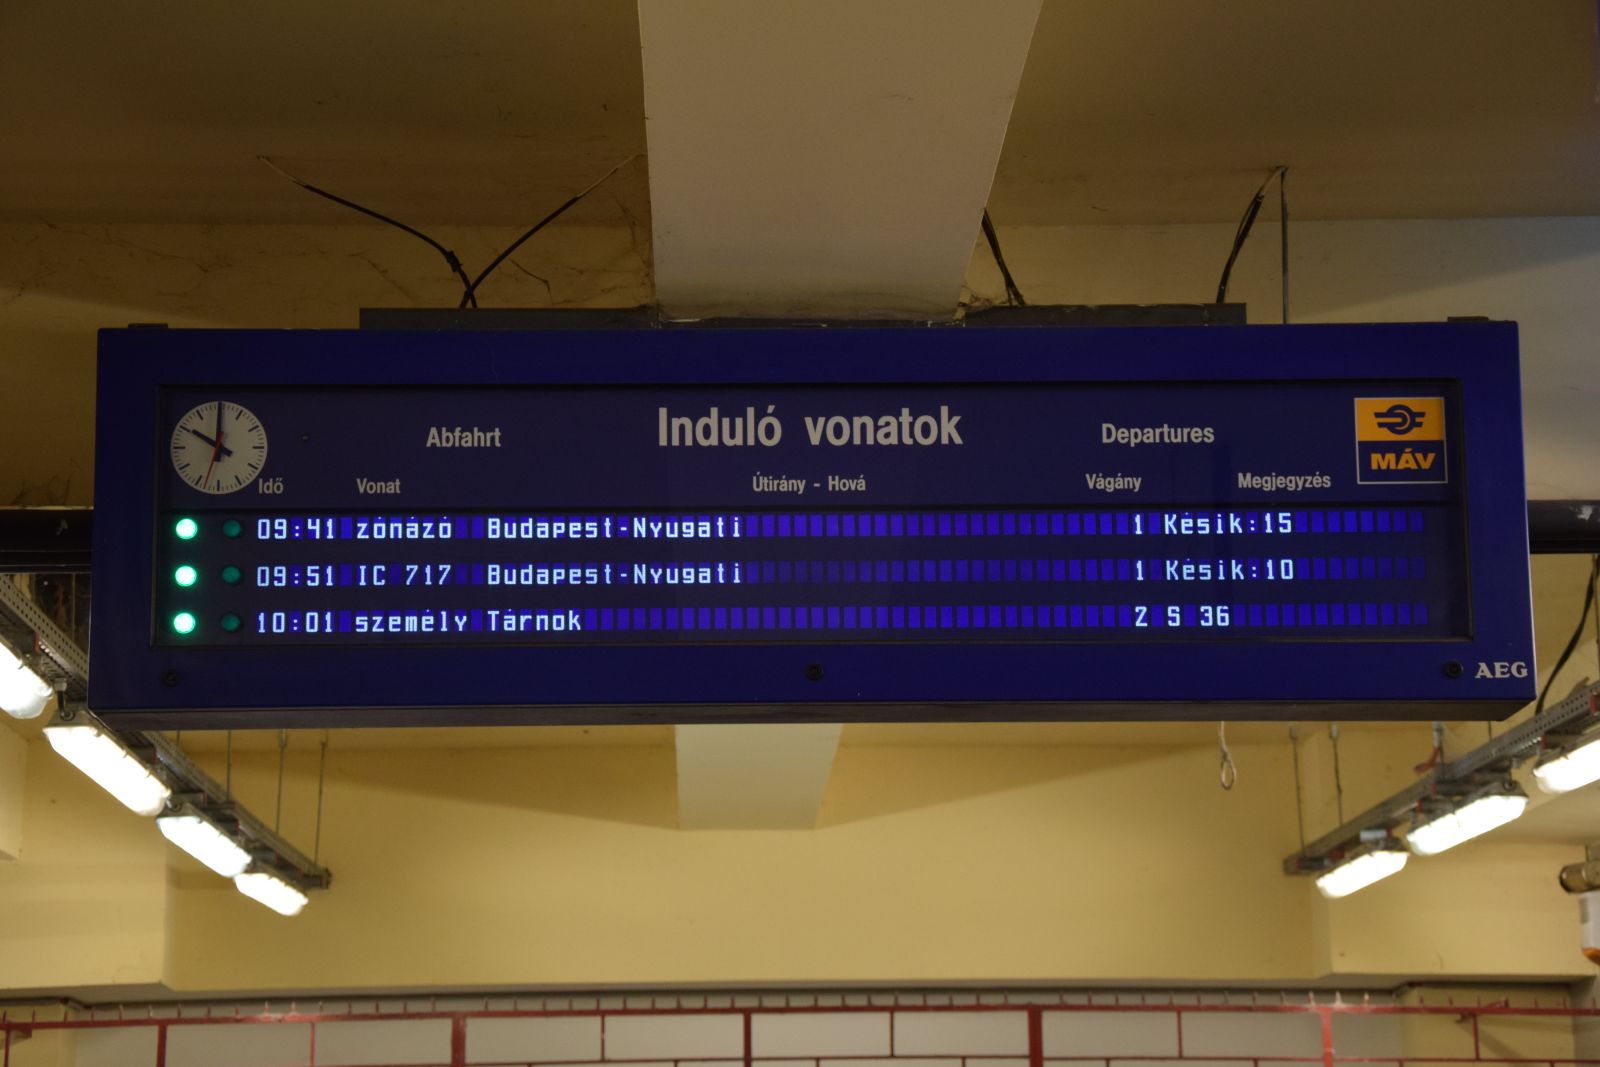 Abfahrt Induló vonatok Departures
MÁV
Idő Vonat Útirány - Hová Vágány Megjegyzés
09:41 zónázó Budapest-Nyugati 1 Késik:15
09:51 IC 717 Budapest-Nyugati 1 Késik:10
10:01 személy Tárnok 2 S 36
AEG